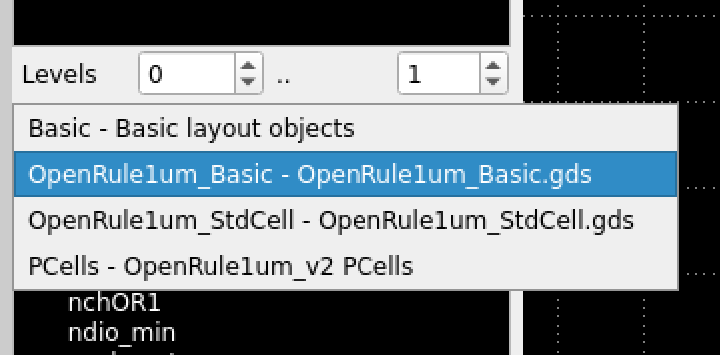 Levels 0 .. 1
Basic - Basic layout objects
OpenRule1um_Basic - OpenRule1um_Basic.gds
OpenRule1um_StdCell - OpenRule1um_StdCell.gds
PCells - OpenRule1um_v2 PCells
nchOR1
ndio_min